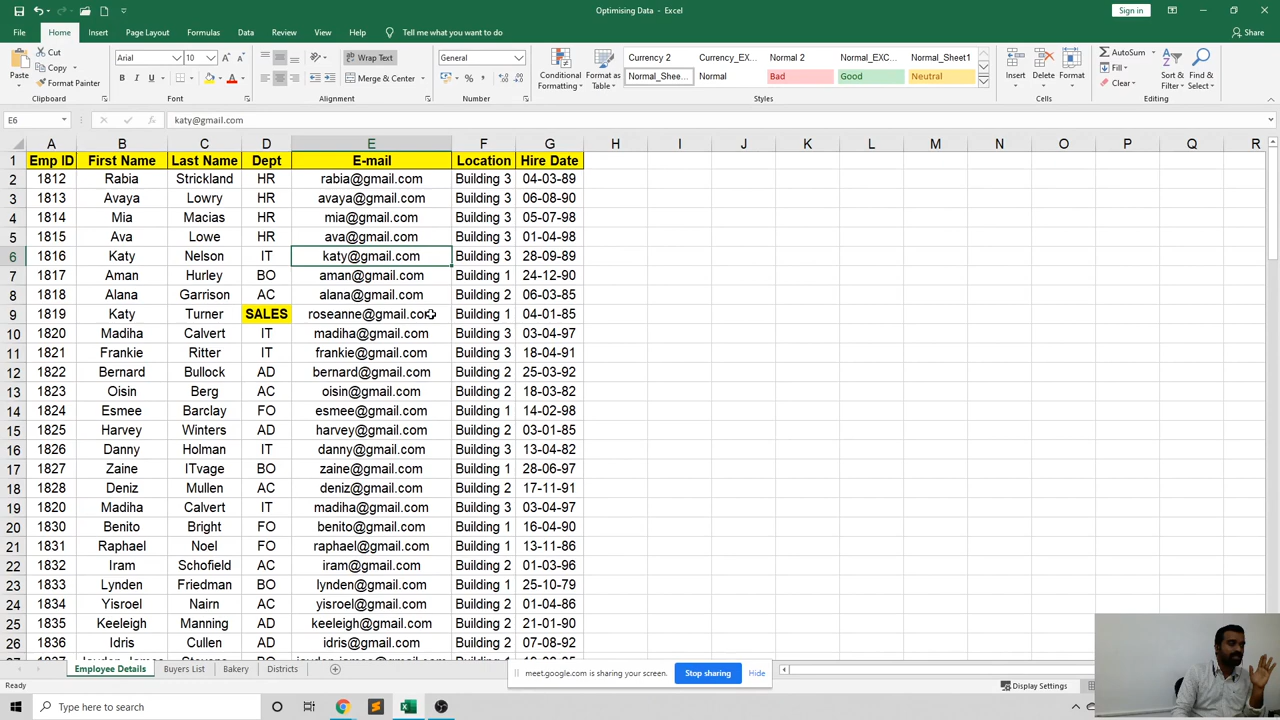 Optimising Data - Excel
Sign in
File Home Insert Page Layout Formulas Data Review View Help Tell me what you want to do
Share
Paste
Cut
Copy
Format Painter
Clipboard
Arial 10
B I U
Font
Wrap Text
Merge & Center
Alignment
General
Number
Conditional Formatting
Format as Table
Currency 2 Currency_EX... Normal 2 Normal_EXC... Normal_Sheet1
Normal_Shee... Normal Bad Good Neutral
Styles
Insert Delete Format
Cells
AutoSum
Fill
Clear
Sort & Filter
Find & Select
Editing
E6 katy@gmail.com
A B C D E F G H I J K L M N O P Q R
1 Emp ID First Name Last Name Dept E-mail Location Hire Date
2 1812 Rabia Strickland HR rabia@gmail.com Building 3 04-03-89
3 1813 Avaya Lowry HR avaya@gmail.com Building 3 06-08-90
4 1814 Mia Macias HR mia@gmail.com Building 3 05-07-98
5 1815 Ava Lowe HR ava@gmail.com Building 3 01-04-98
6 1816 Katy Nelson IT katy@gmail.com Building 3 28-09-89
7 1817 Aman Hurley BO aman@gmail.com Building 1 24-12-90
8 1818 Alana Garrison AC alana@gmail.com Building 2 06-03-85
9 1819 Katy Turner SALES roseanne@gmail.com Building 1 04-01-85
10 1820 Madiha Calvert IT madiha@gmail.com Building 3 03-04-97
11 1821 Frankie Ritter IT frankie@gmail.com Building 3 18-04-91
12 1822 Bernard Bullock AD bernard@gmail.com Building 2 25-03-92
13 1823 Oisin Berg AC oisin@gmail.com Building 2 18-03-82
14 1824 Esmee Barclay FO esmee@gmail.com Building 1 14-02-98
15 1825 Harvey Winters AD harvey@gmail.com Building 2 03-01-85
16 1826 Danny Holman IT danny@gmail.com Building 3 13-04-82
17 1827 Zaine ITvage BO zaine@gmail.com Building 1 28-06-97
18 1828 Deniz Mullen AC deniz@gmail.com Building 2 17-11-91
19 1820 Madiha Calvert IT madiha@gmail.com Building 3 03-04-97
20 1830 Benito Bright FO benito@gmail.com Building 1 16-04-90
21 1831 Raphael Noel FO raphael@gmail.com Building 1 13-11-86
22 1832 Iram Schofield AC iram@gmail.com Building 2 01-03-96
23 1833 Lynden Friedman BO lynden@gmail.com Building 1 25-10-79
24 1834 Yisroel Nairn AC yisroel@gmail.com Building 2 01-04-86
25 1835 Keeleigh Manning AD keeleigh@gmail.com Building 2 21-01-90
26 1836 Idris Cullen AD idris@gmail.com Building 2 07-08-92
Employee Details Buyers List Bakery Districts
meet.google.com is sharing your screen. Stop sharing Hide
Ready
Display Settings
Type here to search